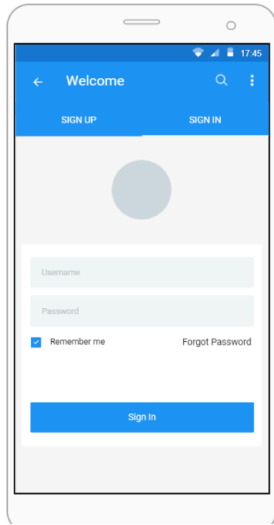 17:45
Welcome
SIGN UP SIGN IN
Username
Password
Remember me Forgot Password
Sign In